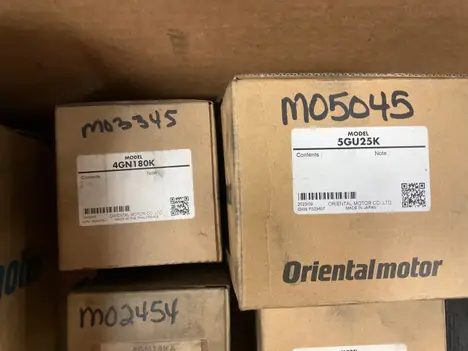 M03345
MODEL
4GN180K
Contents
Note
ORIENTAL MOTOR CO., LTD.
M05045
MODEL
5GU25K
Contents
Note
ORIENTAL MOTOR CO., LTD.
MADE IN JAPAN
Orientalmotor
M02454